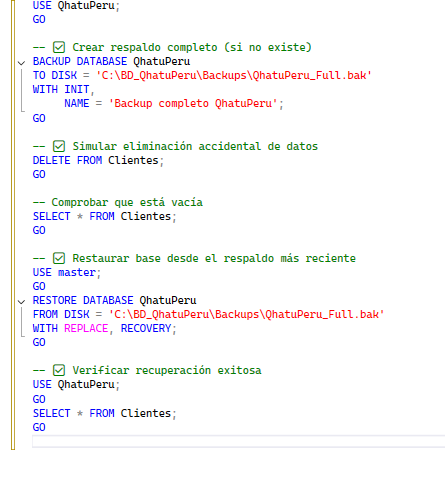 USE QhatuPeru;
GO
-- ✅ Crear respaldo completo (si no existe)
BACKUP DATABASE QhatuPeru
TO DISK = 'C:\BD_QhatuPeru\Backups\QhatuPeru_Full.bak'
WITH INIT,
     NAME = 'Backup completo QhatuPeru';
GO
-- ✅ Simular eliminación accidental de datos
DELETE FROM Clientes;
GO
-- Comprobar que está vacía
SELECT * FROM Clientes;
GO
-- ✅ Restaurar base desde el respaldo más reciente
USE master;
GO
RESTORE DATABASE QhatuPeru
FROM DISK = 'C:\BD_QhatuPeru\Backups\QhatuPeru_Full.bak'
WITH REPLACE, RECOVERY;
GO
-- ✅ Verificar recuperación exitosa
USE QhatuPeru;
GO
SELECT * FROM Clientes;
GO